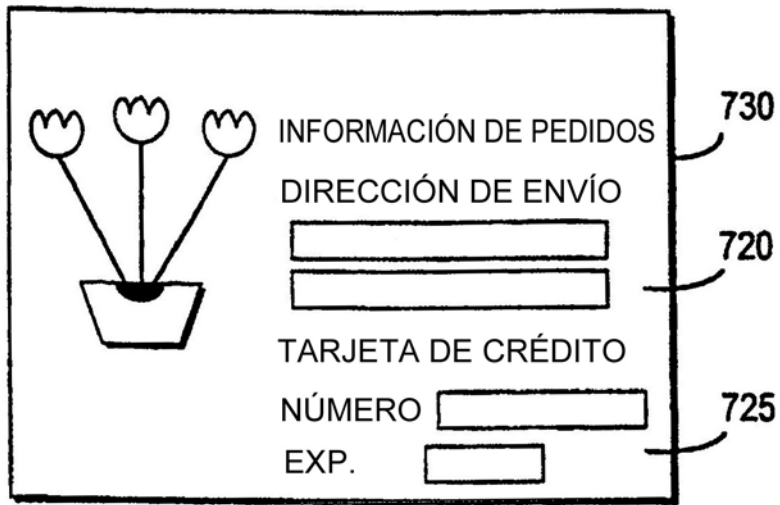 730
INFORMACIÓN DE PEDIDOS
DIRECCIÓN DE ENVÍO
720
TARJETA DE CRÉDITO
NÚMERO
725
EXP.